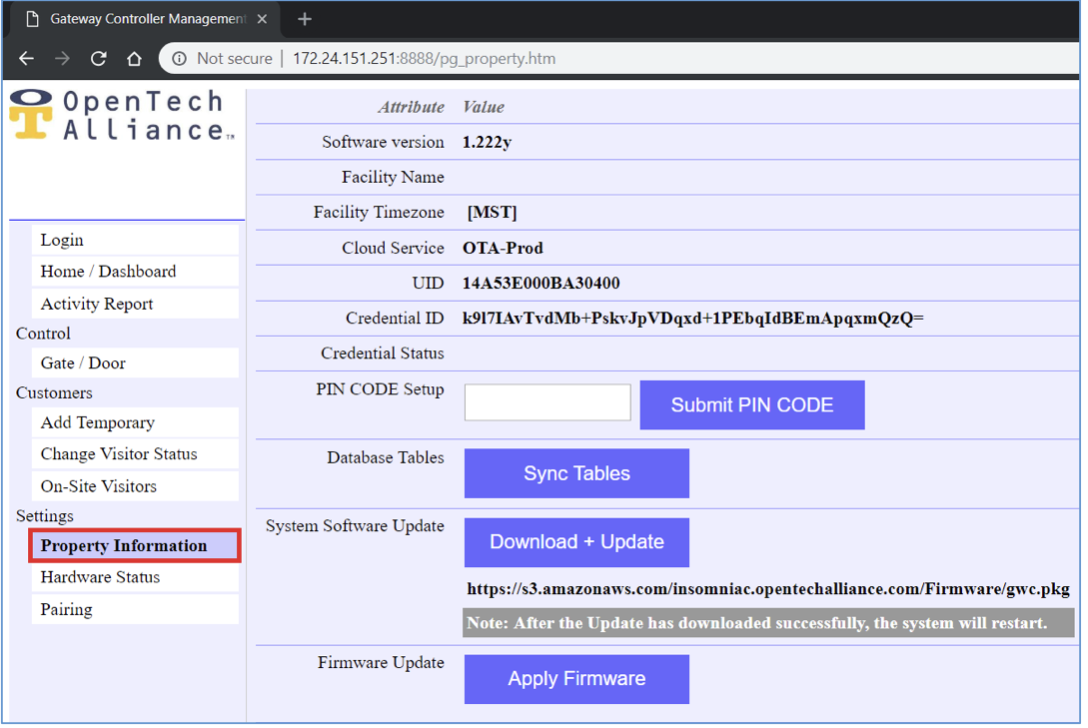 Gateway Controller Management
Not secure | 172.24.151.251:8888/pg_property.htm
OpenTech
Alliance™
Login
Home / Dashboard
Activity Report
Control
Gate / Door
Customers
Add Temporary
Change Visitor Status
On-Site Visitors
Settings
Property Information
Hardware Status
Pairing
Attribute Value
Software version 1.222y
Facility Name
Facility Timezone [MST]
Cloud Service OTA-Prod
UID 14A53E000BA30400
Credential ID k9l7IAvTvdMb+PskvJpVDqxd+1PEbqIdBEmApqxmQzQ=
Credential Status
PIN CODE Setup Submit PIN CODE
Database Tables Sync Tables
System Software Update Download + Update
https://s3.amazonaws.com/insomniac.opentechalliance.com/Firmware/gwc.pkg
Note: After the Update has downloaded successfully, the system will restart.
Firmware Update Apply Firmware